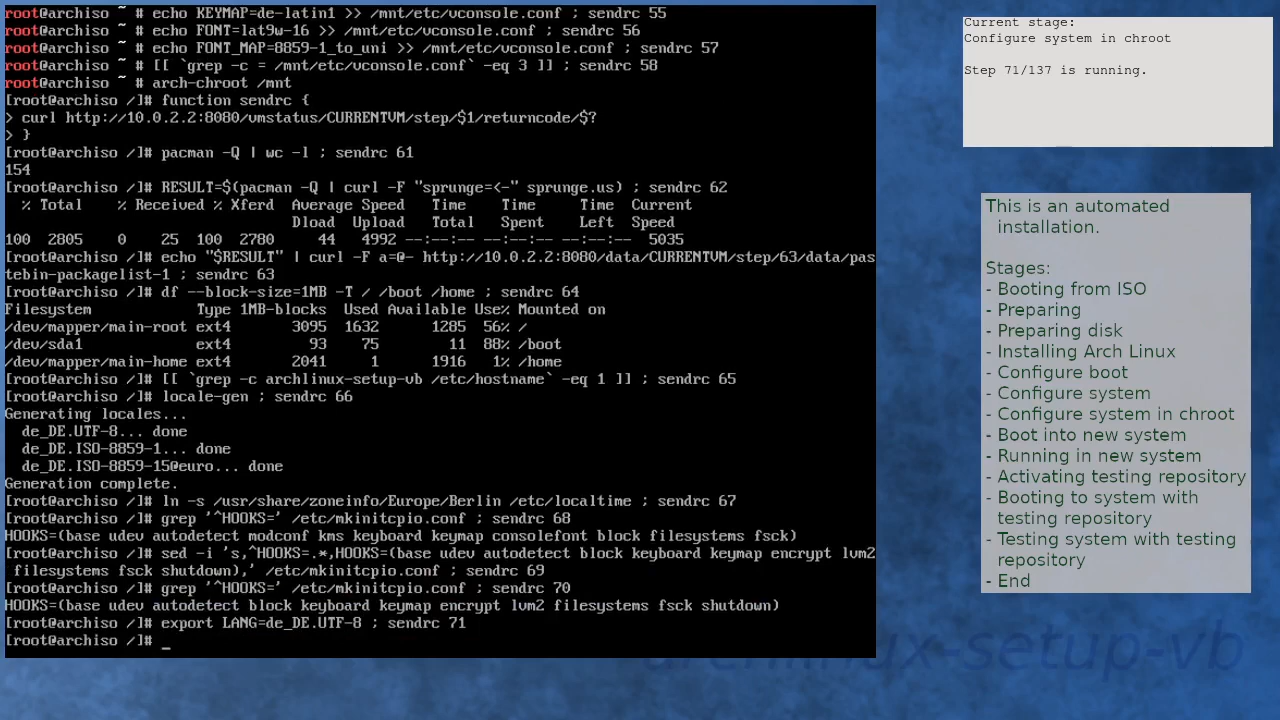 root@archiso ~ # echo KEYMAP=de-latin1 >> /mnt/etc/vconsole.conf ; sendrc 55
root@archiso ~ # echo FONT=lat9w-16 >> /mnt/etc/vconsole.conf ; sendrc 56
root@archiso ~ # echo FONT_MAP=8859-1_to_uni >> /mnt/etc/vconsole.conf ; sendrc 57
root@archiso ~ # [[ `grep -c = /mnt/etc/vconsole.conf` -eq 3 ]] ; sendrc 58
root@archiso ~ # arch-chroot /mnt
[root@archiso /]# function sendrc {
> curl http://10.0.2.2:8080/vmstatus/CURRENTVM/step/$1/returncode/$?
> }
[root@archiso /]# pacman -Q | wc -l ; sendrc 61
154
[root@archiso /]# RESULT=$(pacman -Q | curl -F "sprunge=<-" sprunge.us) ; sendrc 62
  % Total    % Received % Xferd  Average Speed   Time    Time     Time  Current
                                 Dload  Upload   Total   Spent    Left  Speed
100  2805    0    25  100  2780     44   4992 --:--:-- --:--:-- --:--:--  5035
[root@archiso /]# echo "$RESULT" | curl -F a=@- http://10.0.2.2:8080/data/CURRENTVM/step/63/data/pas
tebin-packagelist-1 ; sendrc 63
[root@archiso /]# df --block-size=1MB -T / /boot /home ; sendrc 64
Filesystem            Type 1MB-blocks  Used Available Use% Mounted on
/dev/mapper/main-root ext4       3095  1632      1285  56% /
/dev/sda1             ext4         93    75        11  88% /boot
/dev/mapper/main-home ext4       2041     1      1916   1% /home
[root@archiso /]# [[ `grep -c archlinux-setup-vb /etc/hostname` -eq 1 ]] ; sendrc 65
[root@archiso /]# locale-gen ; sendrc 66
Generating locales...
  de_DE.UTF-8... done
  de_DE.ISO-8859-1... done
  de_DE.ISO-8859-15@euro... done
Generation complete.
[root@archiso /]# ln -s /usr/share/zoneinfo/Europe/Berlin /etc/localtime ; sendrc 67
[root@archiso /]# grep '^HOOKS=' /etc/mkinitcpio.conf ; sendrc 68
HOOKS=(base udev autodetect modconf kms keyboard keymap consolefont block filesystems fsck)
[root@archiso /]# sed -i 's,^HOOKS=.*,HOOKS=(base udev autodetect block keyboard keymap encrypt lvm2
 filesystems fsck shutdown),' /etc/mkinitcpio.conf ; sendrc 69
[root@archiso /]# grep '^HOOKS=' /etc/mkinitcpio.conf ; sendrc 70
HOOKS=(base udev autodetect block keyboard keymap encrypt lvm2 filesystems fsck shutdown)
[root@archiso /]# export LANG=de_DE.UTF-8 ; sendrc 71
[root@archiso /]# _
Current stage:
Configure system in chroot
Step 71/137 is running.
This is an automated
installation.
Stages:
- Booting from ISO
- Preparing
- Preparing disk
- Installing Arch Linux
- Configure boot
- Configure system
- Configure system in chroot
- Boot into new system
- Running in new system
- Activating testing repository
- Booting to system with
testing repository
- Testing system with testing
repository
- End
archlinux-setup-vb